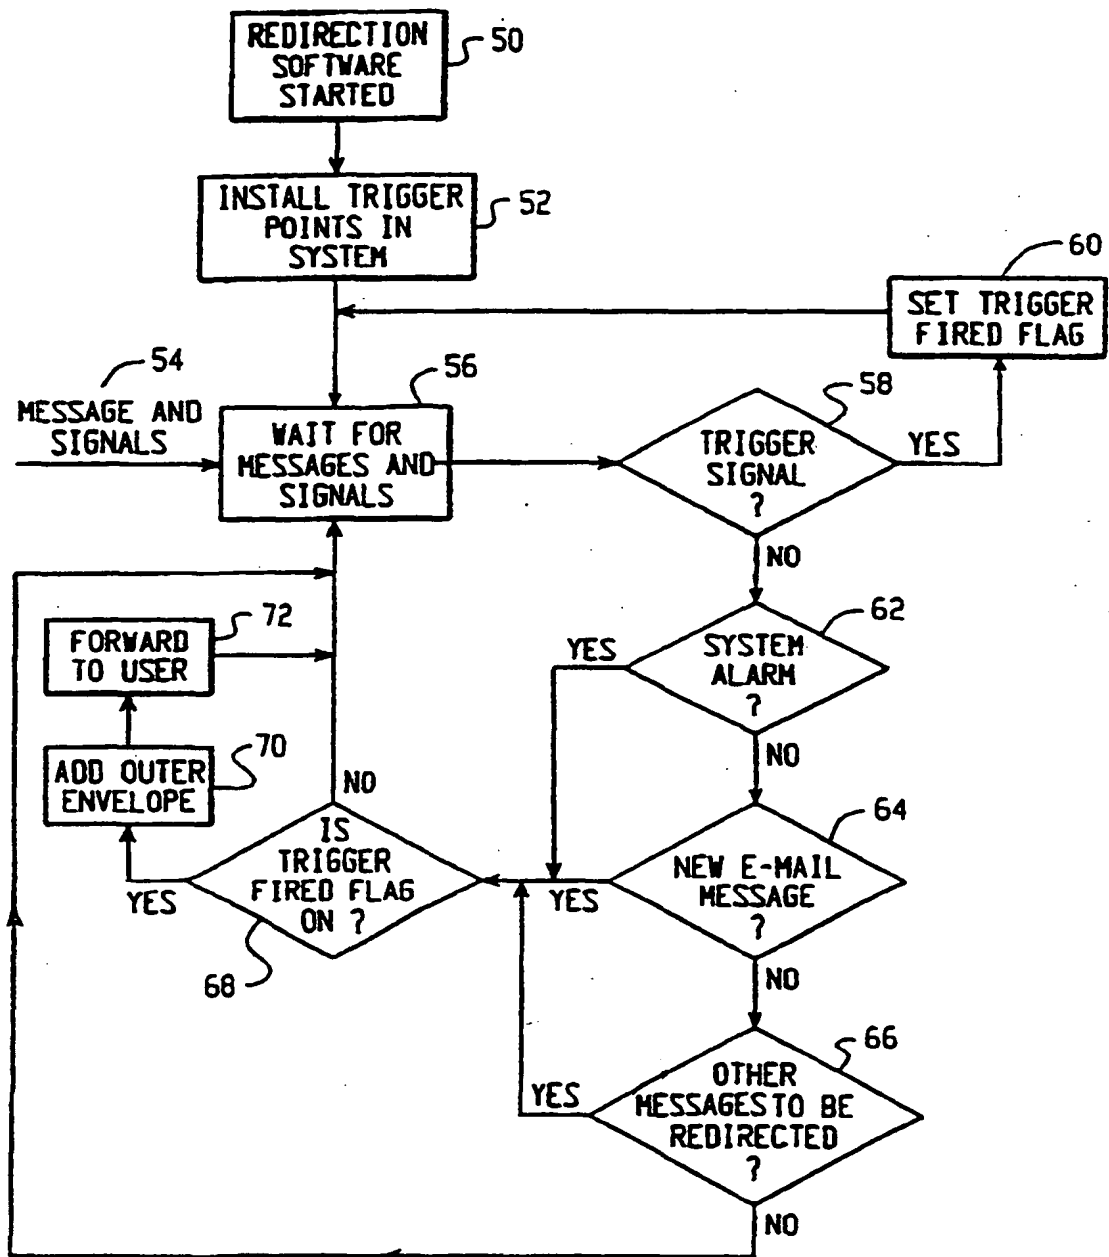 REDIRECTION
SOFTWARE
STARTED
50
INSTALL TRIGGER
POINTS IN
SYSTEM
52
60
SET TRIGGER
FIRED FLAG
54
MESSAGE AND
SIGNALS
56
WAIT FOR
MESSAGES AND
SIGNALS
58
TRIGGER
SIGNAL
?
YES
NO
62
SYSTEM
ALARM
?
YES
NO
72
FORWARD
TO USER
70
ADD OUTER
ENVELOPE
NO
IS
TRIGGER
FIRED FLAG
ON ?
YES
68
64
NEW E-MAIL
MESSAGE
?
YES
NO
66
OTHER
MESSAGES TO BE
REDIRECTED
?
YES
NO